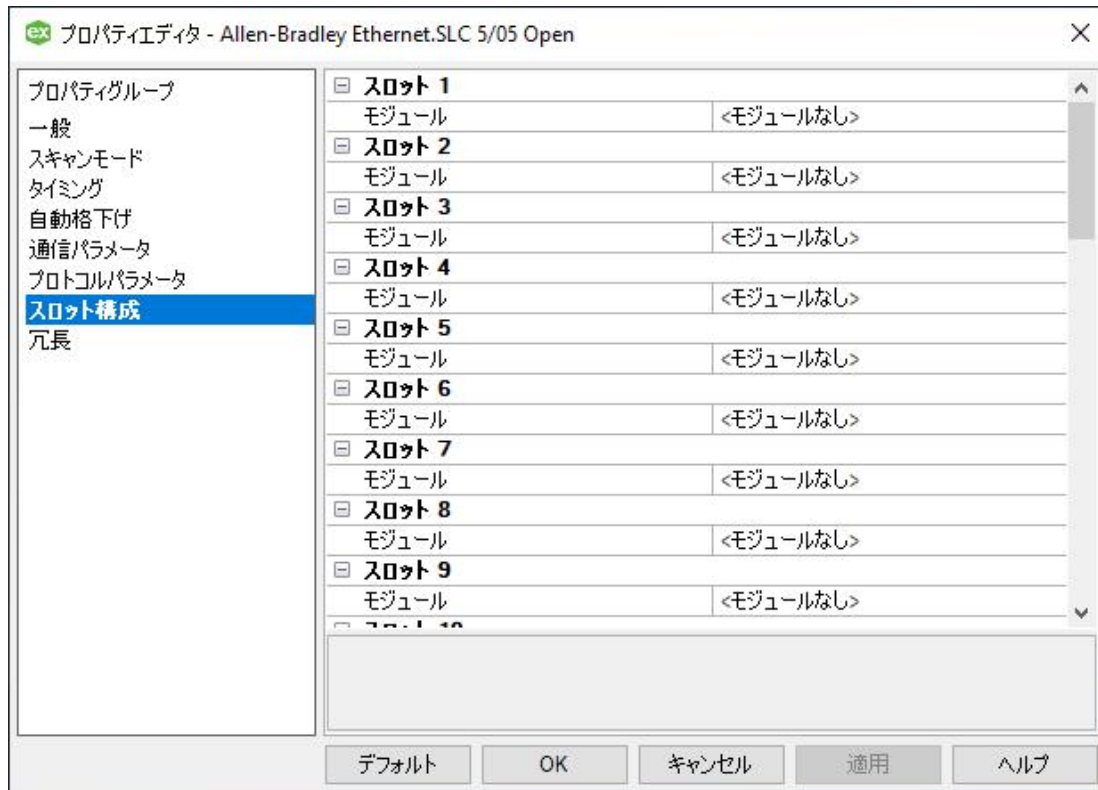 プロパティエディタ - Allen-Bradley Ethernet.SLC 5/05 Open
プロパティグループ
一般
スキャンモード
タイミング
自動格下げ
通信パラメータ
プロトコルパラメータ
スロット構成
冗長
スロット 1
モジュール <モジュールなし>
スロット 2
モジュール <モジュールなし>
スロット 3
モジュール <モジュールなし>
スロット 4
モジュール <モジュールなし>
スロット 5
モジュール <モジュールなし>
スロット 6
モジュール <モジュールなし>
スロット 7
モジュール <モジュールなし>
スロット 8
モジュール <モジュールなし>
スロット 9
モジュール <モジュールなし>
スロット 10
デフォルト OK キャンセル 適用 ヘルプ